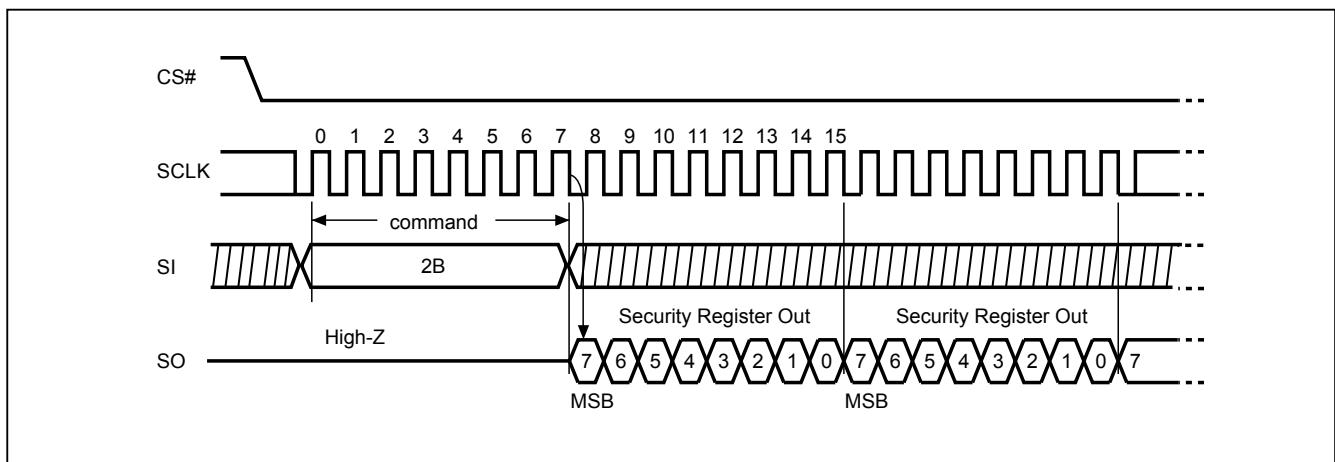 CS#
0 1 2 3 4 5 6 7 8 9 10 11 12 13 14 15
SCLK
command
SI
2B
Security Register Out Security Register Out
High-Z
SO
7 6 5 4 3 2 1 0 7 6 5 4 3 2 1 0 7
MSB MSB